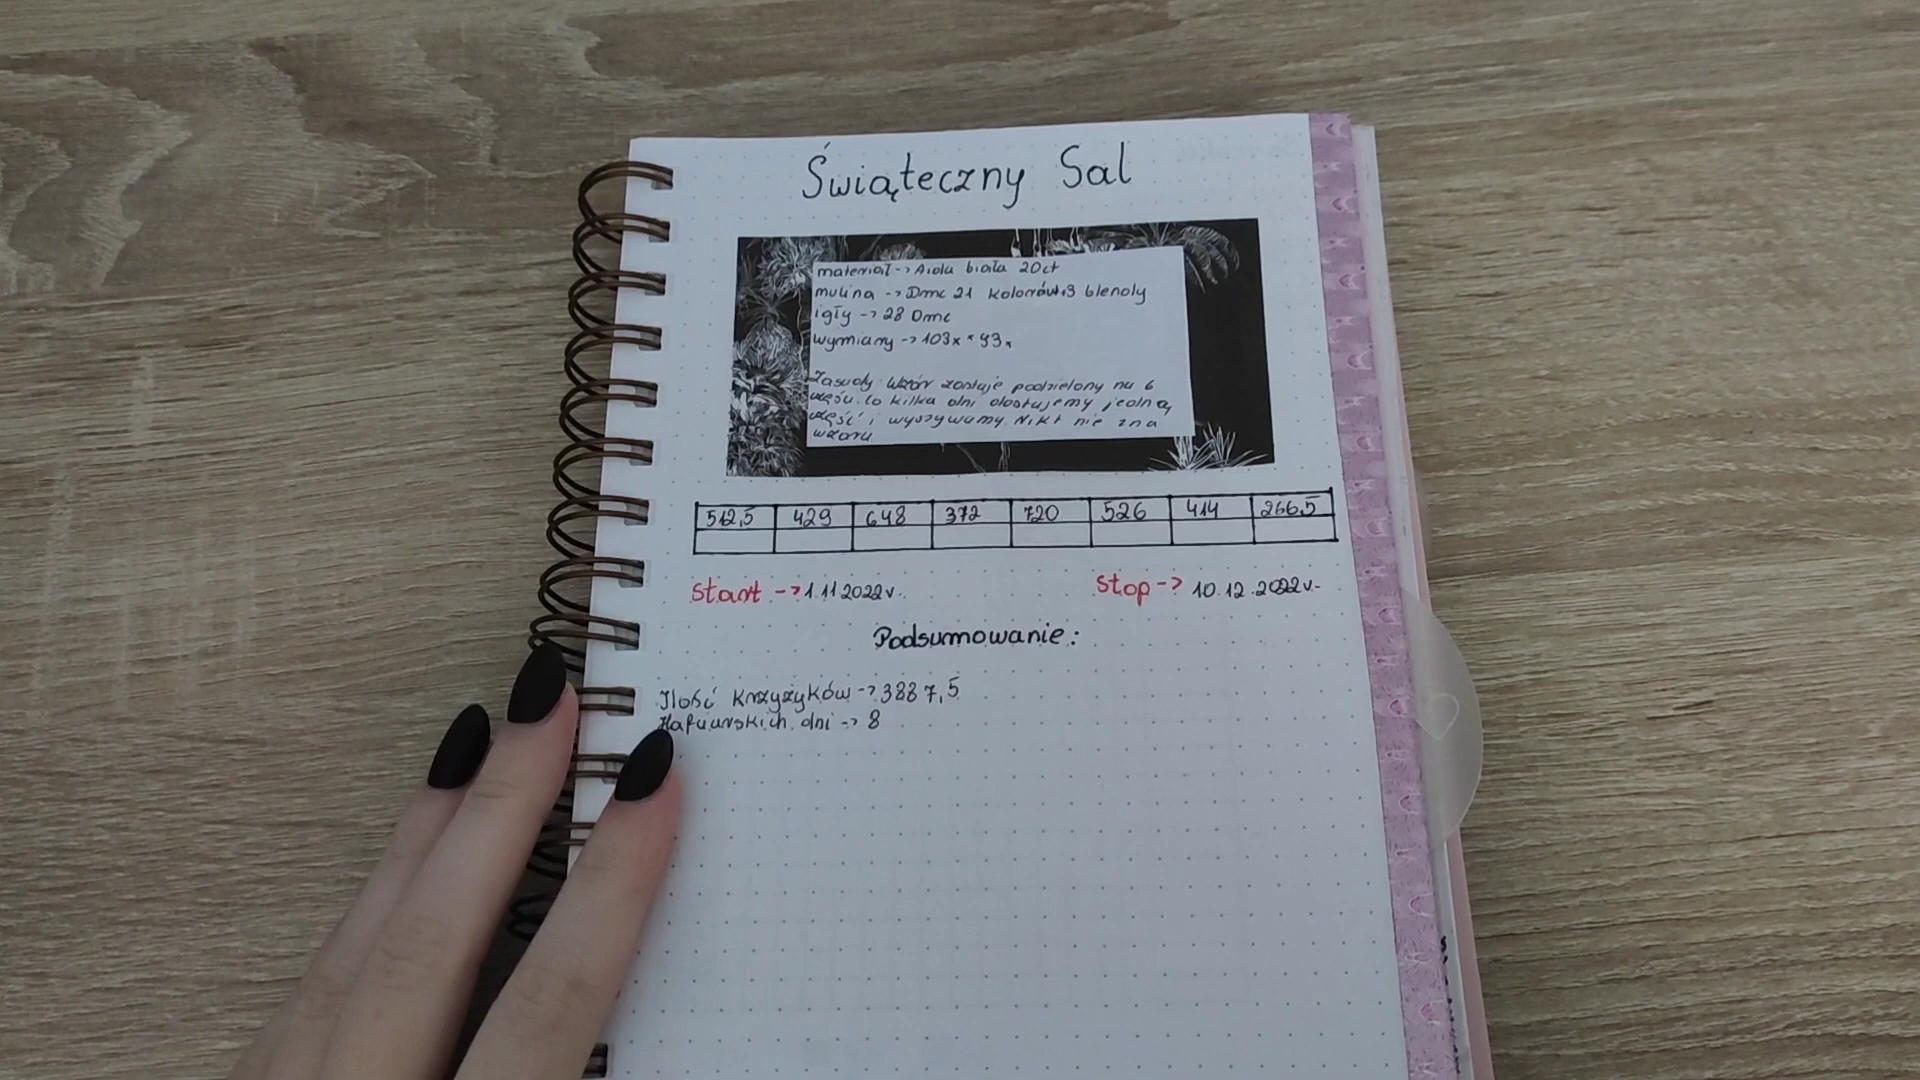 Świąteczny Sal
materiał -> Aida biała 20ct
mulina -> Dmc 21 kolorów+3 blendy
igły -> 28 Dmc
wymiary -> 103x * 93x
Zasady Wzór zostaje podzielony na 6
części co kilka dni dostajemy jedną
część i wyszywamy Nikt nie zna
wzoru
512,5 429 648 372 720 526 414 266,5
Start -> 1.11 2022r.
Stop -> 10.12.2022r.
Podsumowanie:
Ilość krzyżyków -> 3887,5
Hafciarskich dni -> 8